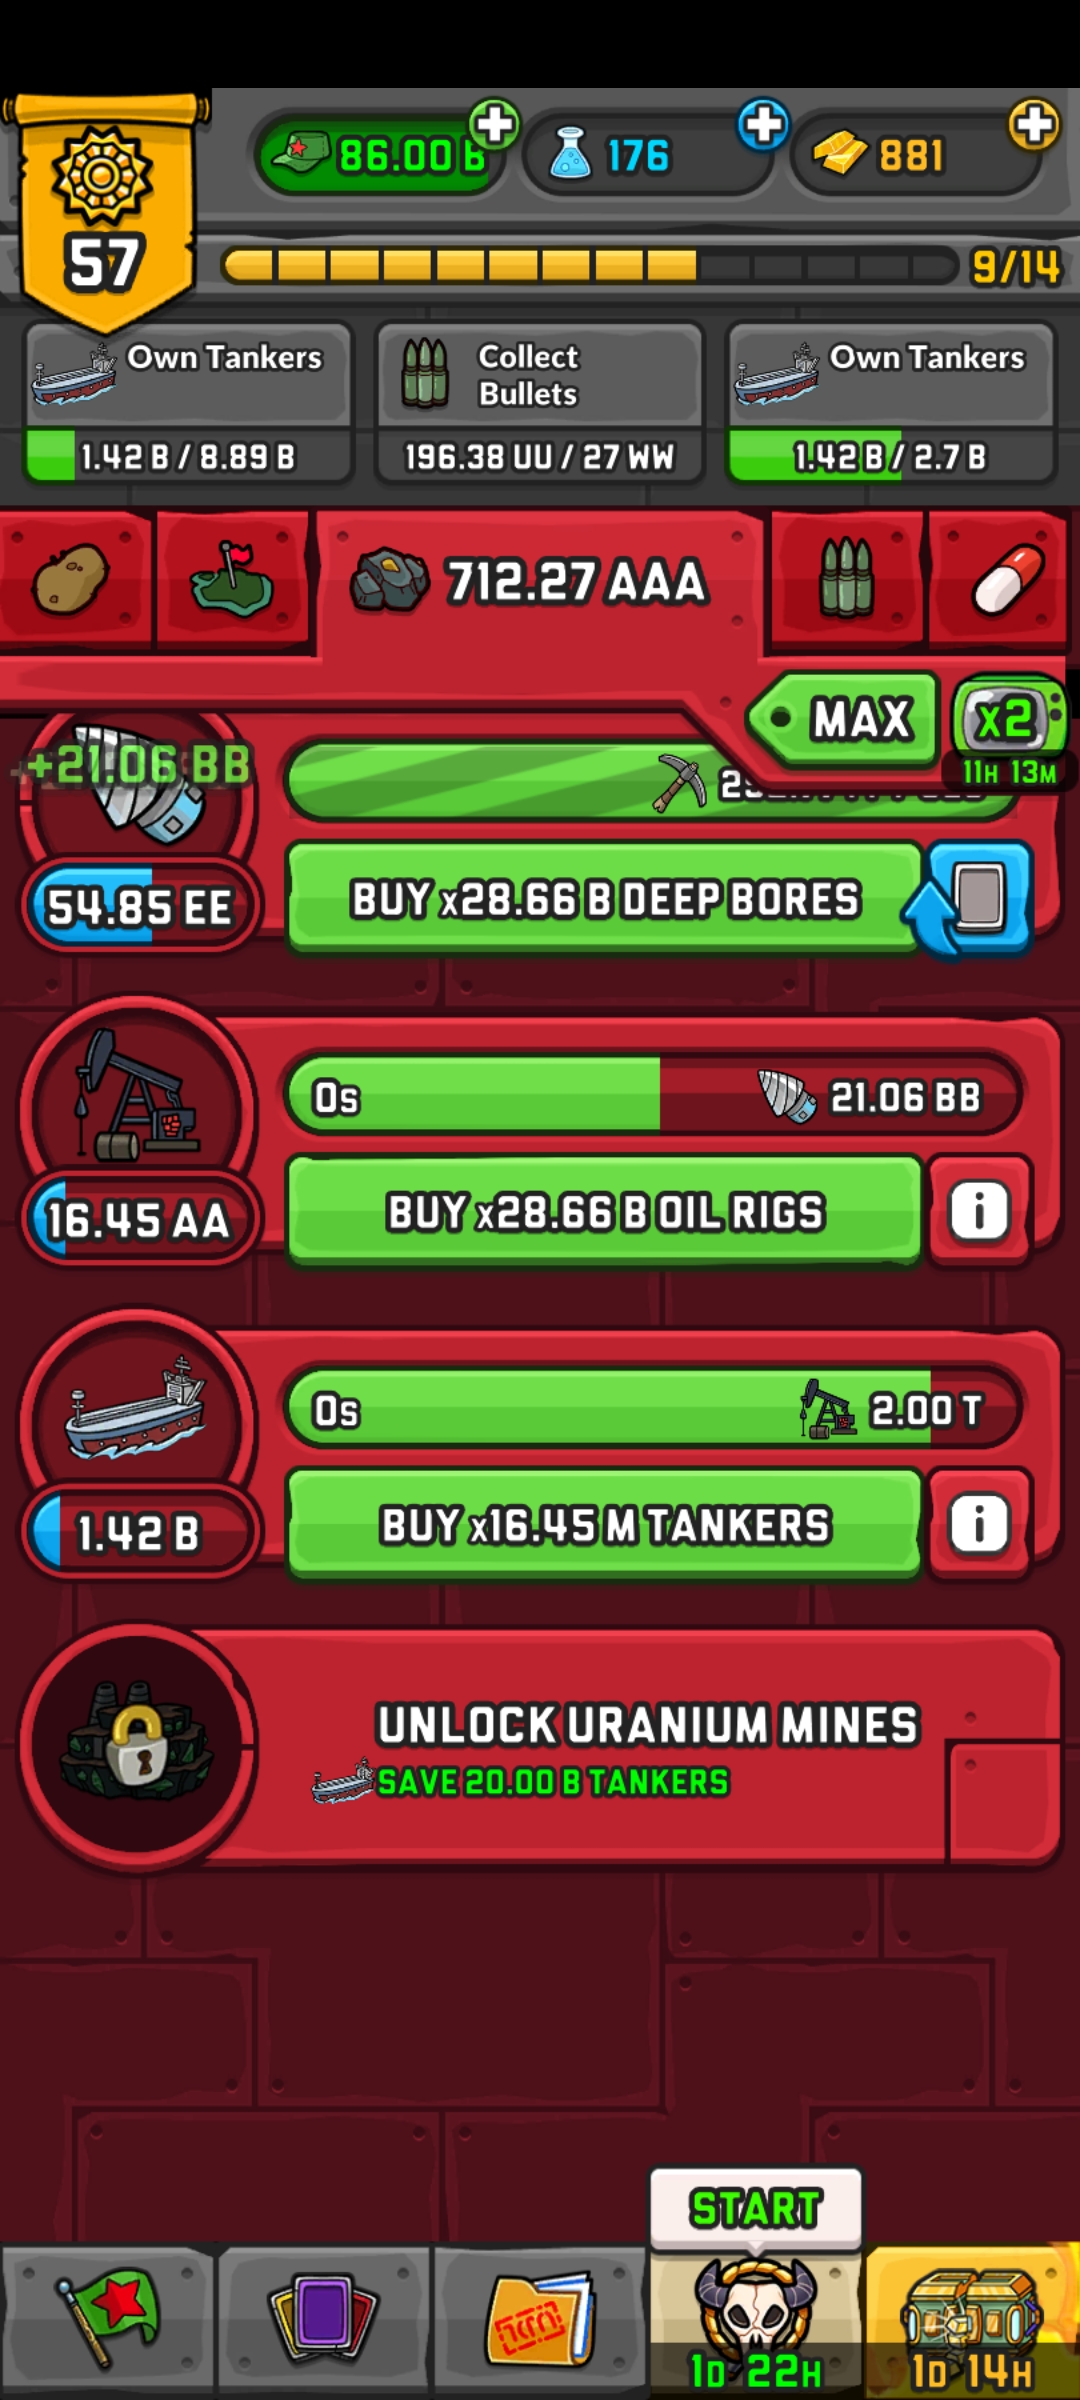 86.00 B
176
881
57
9/14
Own Tankers
1.42 B / 8.89 B
Collect
Bullets
196.38 UU / 27 WW
Own Tankers
1.42 B / 2.7 B
712.27 AAA
MAX
x2
11H 13M
+21.06 BB
54.85 EE
BUY x28.66 B DEEP BORES
0s
21.06 BB
16.45 AA
BUY x28.66 B OIL RIGS
i
0s
2.00 T
1.42 B
BUY x16.45 M TANKERS
i
UNLOCK URANIUM MINES
SAVE 20.00 B TANKERS
START
1D 22H
1D 14H